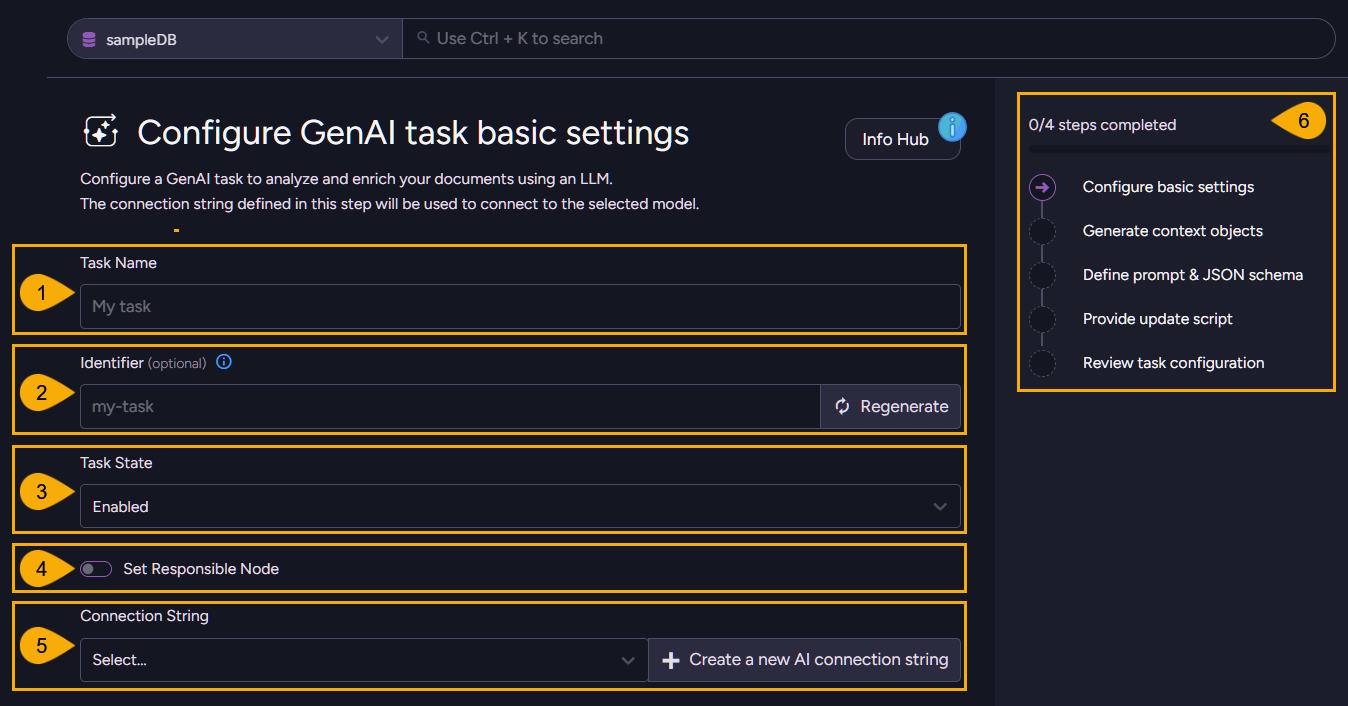 sampleDB
Use Ctrl + K to search
Configure GenAI task basic settings
Info Hub
Configure a GenAI task to analyze and enrich your documents using an LLM.
The connection string defined in this step will be used to connect to the selected model.
1
Task Name
My task
2
Identifier (optional)
my-task
Regenerate
3
Task State
Enabled
4
Set Responsible Node
5
Connection String
Select...
Create a new AI connection string
0/4 steps completed
6
Configure basic settings
Generate context objects
Define prompt & JSON schema
Provide update script
Review task configuration